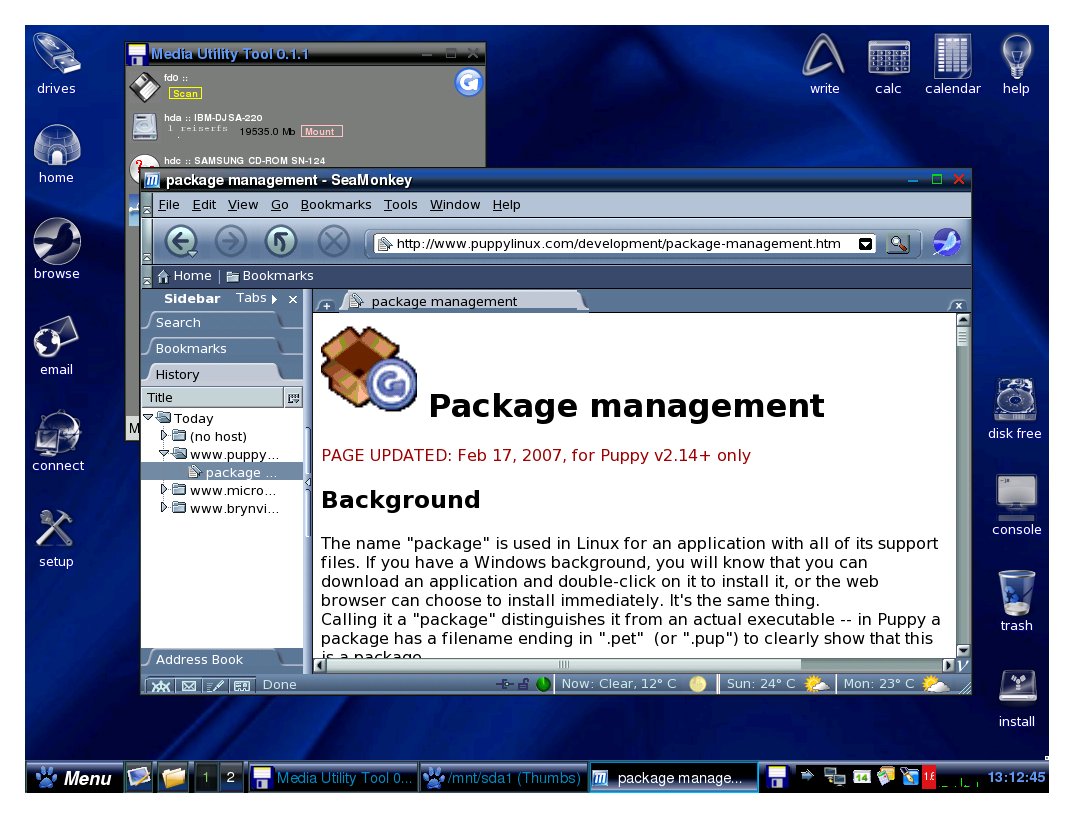 drives
home
browse
email
connect
setup
write
calc
calendar
help
disk free
console
trash
install
Media Utility Tool 0.1.1
fd0 ::
Scan
hda :: IBM-DJSA-220
1 reiserfs 19535.0 Mb Mount
hdc :: SAMSUNG CD-ROM SN-124
M
package management - SeaMonkey
File Edit View Go Bookmarks Tools Window Help
http://www.puppylinux.com/development/package-management.htm
Home Bookmarks
Sidebar Tabs
package management
Search
Bookmarks
History
Title
Today
(no host)
www.puppy...
package ...
www.micro...
www.brynvi...
Address Book
Package management
PAGE UPDATED: Feb 17, 2007, for Puppy v2.14+ only
Background
The name "package" is used in Linux for an application with all of its support
files. If you have a Windows background, you will know that you can
download an application and double-click on it to install it, or the web
browser can choose to install immediately. It's the same thing.
Calling it a "package" distinguishes it from an actual executable -- in Puppy a
package has a filename ending in ".pet" (or ".pup") to clearly show that this
is a package
Done Now: Clear, 12° C Sun: 24° C Mon: 23° C
Menu 1 2 Media Utility Tool 0... /mnt/sda1 (Thumbs) package manage... 14 13:12:45